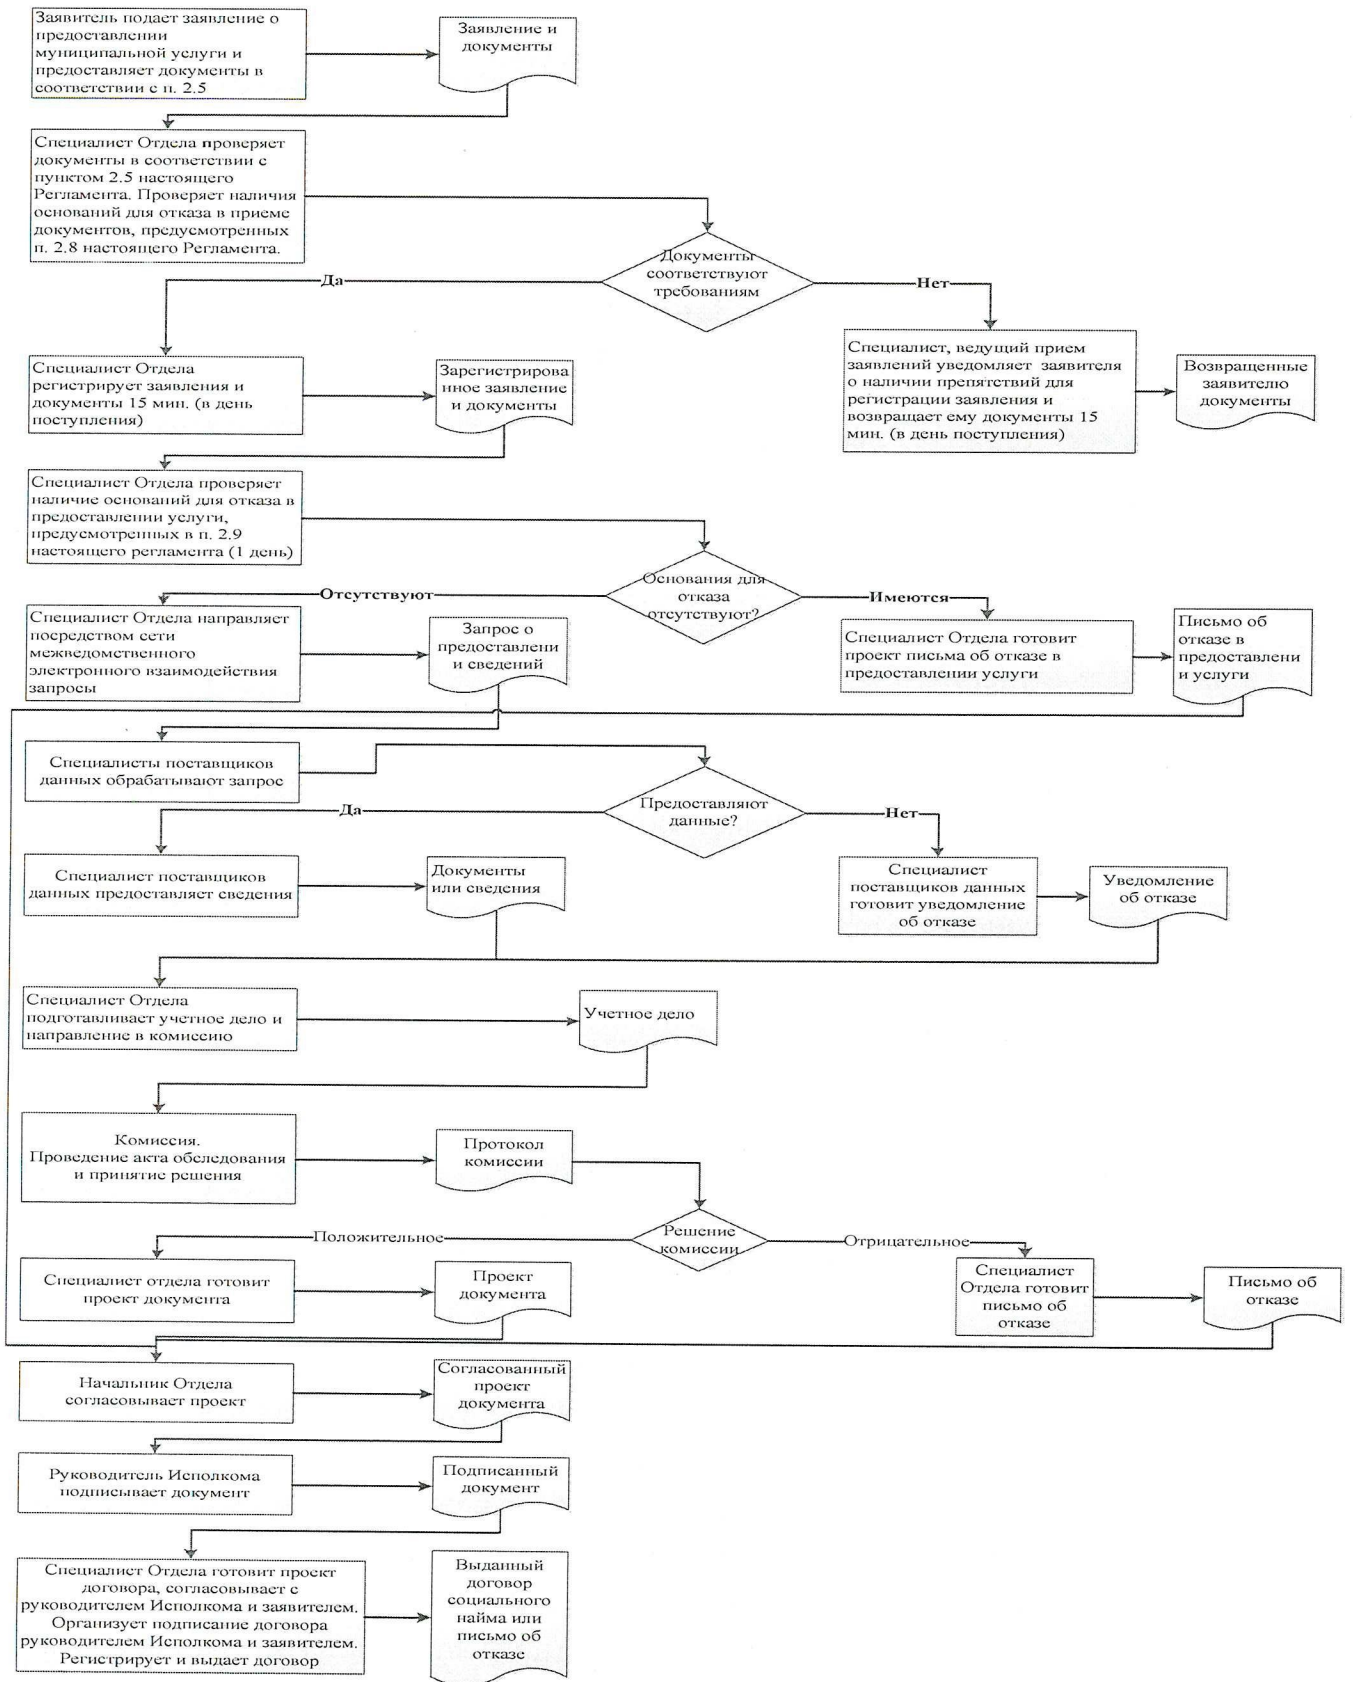 Заявитель подает заявление о
предоставлении
муниципальной услуги и
предоставляет документы в
соответствии с п. 2.5
Заявление и
документы
Специалист Отдела проверяет
документы в соответствии с
пунктом 2.5 настоящего
Регламента. Проверяет наличия
оснований для отказа в приеме
документов, предусмотренных
п. 2.8 настоящего Регламента.
Документы
соответствуют
требованиям
Да
Нет
Специалист Отдела
регистрирует заявления и
документы 15 мин. (в день
поступления)
Зарегистрирова
нное заявление
и документы
Специалист, ведущий прием
заявлений уведомляет заявителя
о наличии препятствий для
регистрации заявления и
возвращает ему документы 15
мин. (в день поступления)
Возвращенные
заявителю
документы
Специалист Отдела проверяет
наличие оснований для отказа в
предоставлении услуги,
предусмотренных в п. 2.9
настоящего регламента (1 день)
Основания для
отказа
отсутствуют?
Отсутствуют
Имеются
Специалист Отдела направляет
посредством сети
межведомственного
электронного взаимодействия
запросы
Запрос о
предоставлени
и сведений
Специалист Отдела готовит
проект письма об отказе в
предоставлении услуги
Письмо об
отказе в
предоставлени
и услуги
Специалисты поставщиков
данных обрабатывают запрос
Предоставляют
данные?
Да
Нет
Специалист поставщиков
данных предоставляет сведения
Документы
или сведения
Специалист
поставщиков данных
готовит уведомление
об отказе
Уведомление
об отказе
Специалист Отдела
подготавливает учетное дело и
направление в комиссию
Учетное дело
Комиссия.
Проведение акта обследования
и принятие решения
Протокол
комиссии
Решение
комиссии
Положительное
Отрицательное
Специалист отдела готовит
проект документа
Проект
документа
Специалист
Отдела готовит
письмо об
отказе
Письмо об
отказе
Начальник Отдела
согласовывает проект
Согласованный
проект
документа
Руководитель Исполкома
подписывает документ
Подписанный
документ
Специалист Отдела готовит проект
договора, согласовывает с
руководителем Исполкома и заявителем.
Организует подписание договора
руководителем Исполкома и заявителем.
Регистрирует и выдает договор
Выданный
договор
социального
найма или
письмо об
отказе